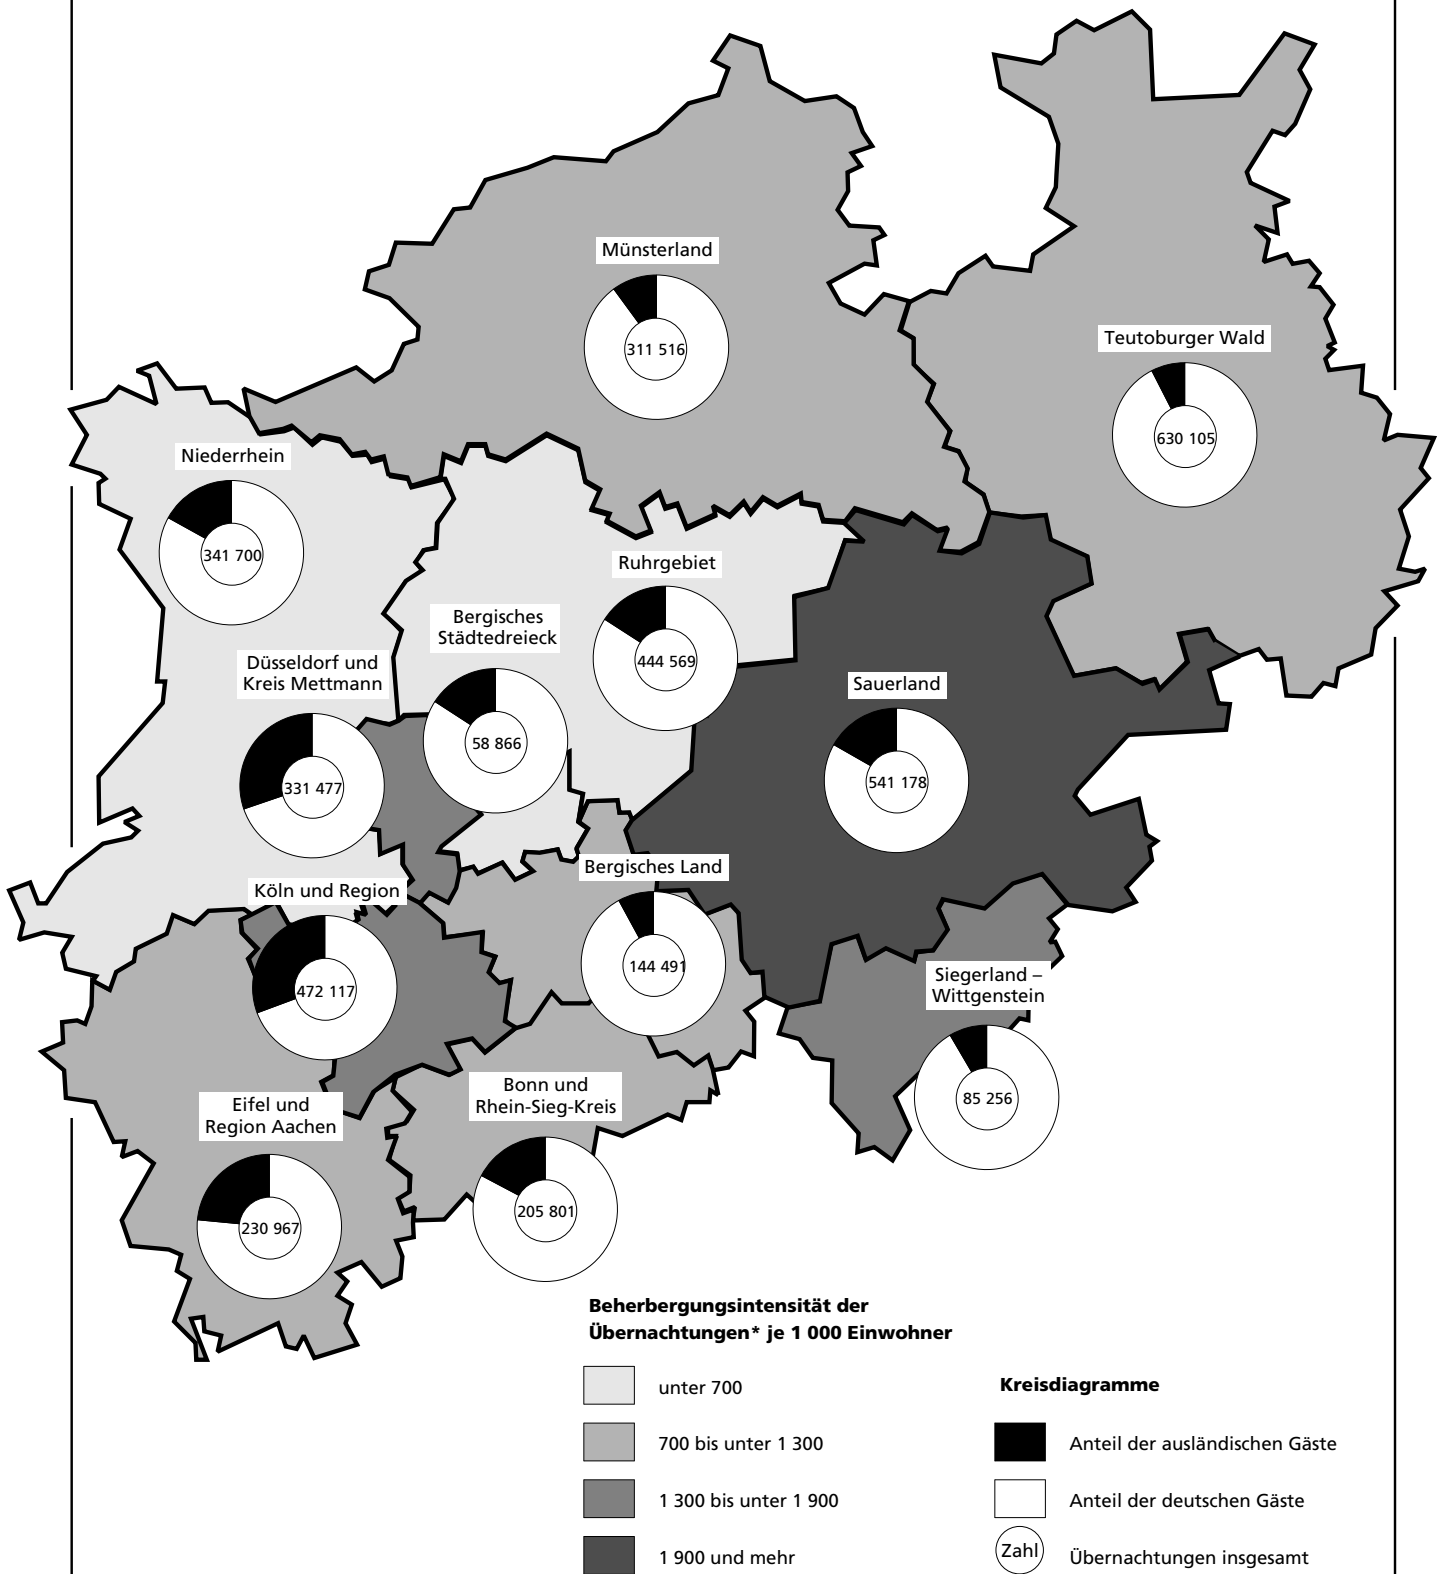 Münsterland
311 516
Teutoburger Wald
630 105
Niederrhein
341 700
Ruhrgebiet
444 569
Bergisches
Städtedreieck
58 866
Düsseldorf und
Kreis Mettmann
331 477
Sauerland
541 178
Bergisches Land
144 491
Köln und Region
472 117
Siegerland –
Wittgenstein
85 256
Bonn und
Rhein-Sieg-Kreis
205 801
Eifel und
Region Aachen
230 967
Beherbergungsintensität der
Übernachtungen* je 1 000 Einwohner
unter 700
700 bis unter 1 300
1 300 bis unter 1 900
1 900 und mehr
Kreisdiagramme
Anteil der ausländischen Gäste
Anteil der deutschen Gäste
Zahl
Übernachtungen insgesamt